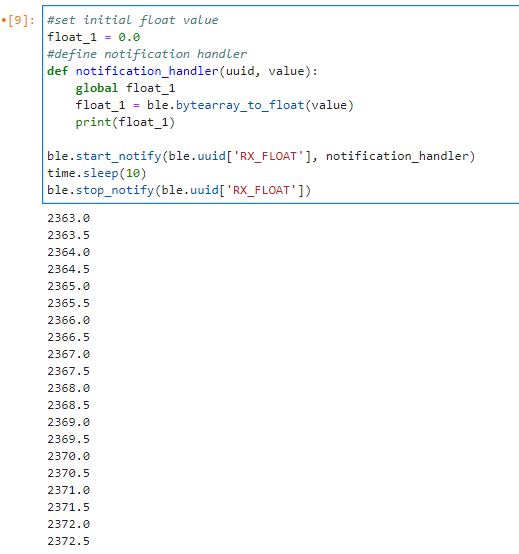 [9]: #set initial float value
float_1 = 0.0
#define notification handler
def notification_handler(uuid, value):
    global float_1
    float_1 = ble.bytearray_to_float(value)
    print(float_1)

ble.start_notify(ble.uuid['RX_FLOAT'], notification_handler)
time.sleep(10)
ble.stop_notify(ble.uuid['RX_FLOAT'])
2363.0
2363.5
2364.0
2364.5
2365.0
2365.5
2366.0
2366.5
2367.0
2367.5
2368.0
2368.5
2369.0
2369.5
2370.0
2370.5
2371.0
2371.5
2372.0
2372.5